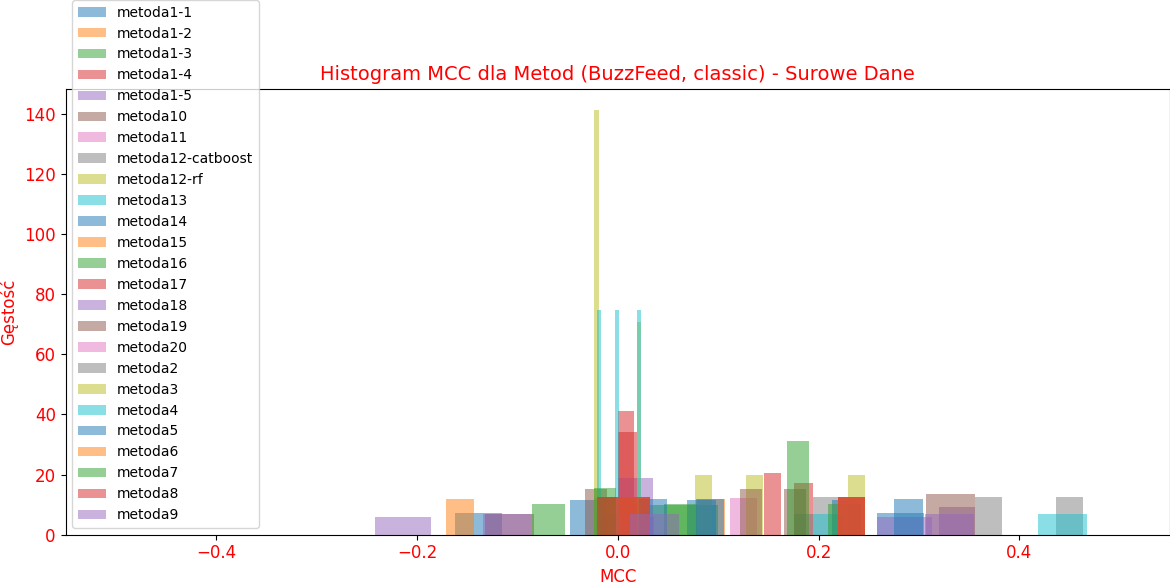 metoda1-1
metoda1-2
metoda1-3
metoda1-4
metoda1-5
metoda10
metoda11
metoda12-catboost
metoda12-rf
metoda13
metoda14
metoda15
metoda16
metoda17
metoda18
metoda19
metoda20
metoda2
metoda3
metoda4
metoda5
metoda6
metoda7
metoda8
metoda9
Histogram MCC dla Metod (BuzzFeed, classic) - Surowe Dane
Gęstość
140
120
100
80
60
40
20
0
−0.4
−0.2
0.0
0.2
0.4
MCC